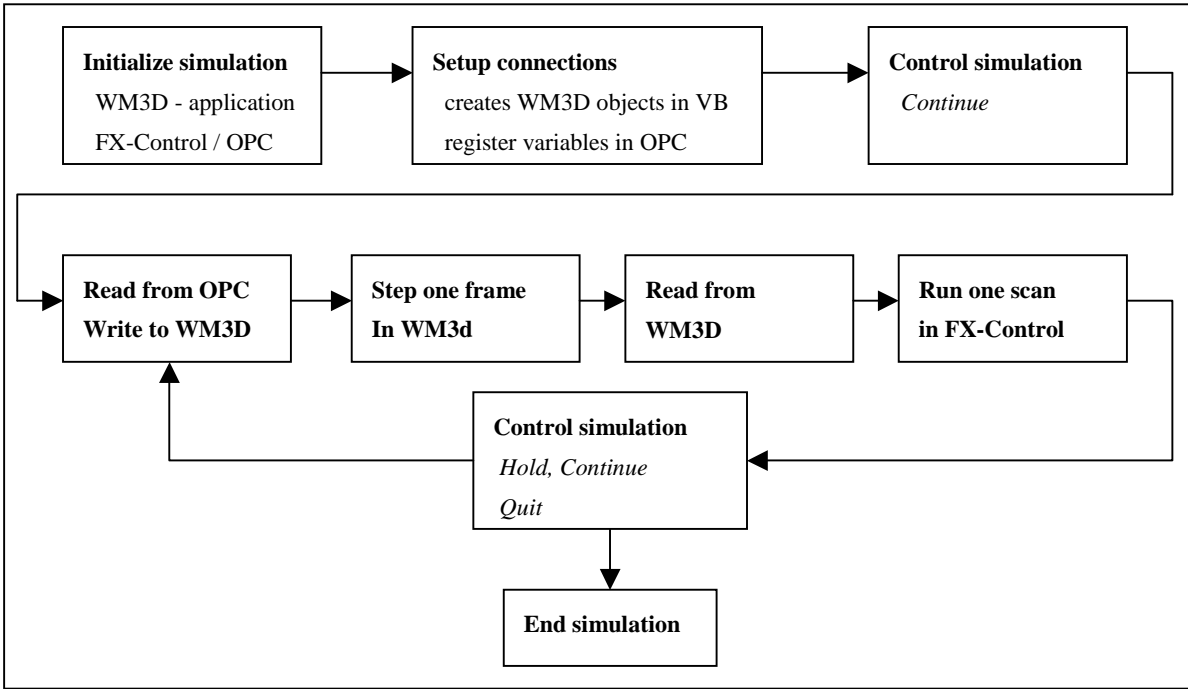 Initialize simulation
WM3D - application
FX-Control / OPC
Setup connections
creates WM3D objects in VB
register variables in OPC
Control simulation
Continue
Read from OPC
Write to WM3D
Step one frame
In WM3d
Read from
WM3D
Run one scan
in FX-Control
Control simulation
Hold, Continue
Quit
End simulation